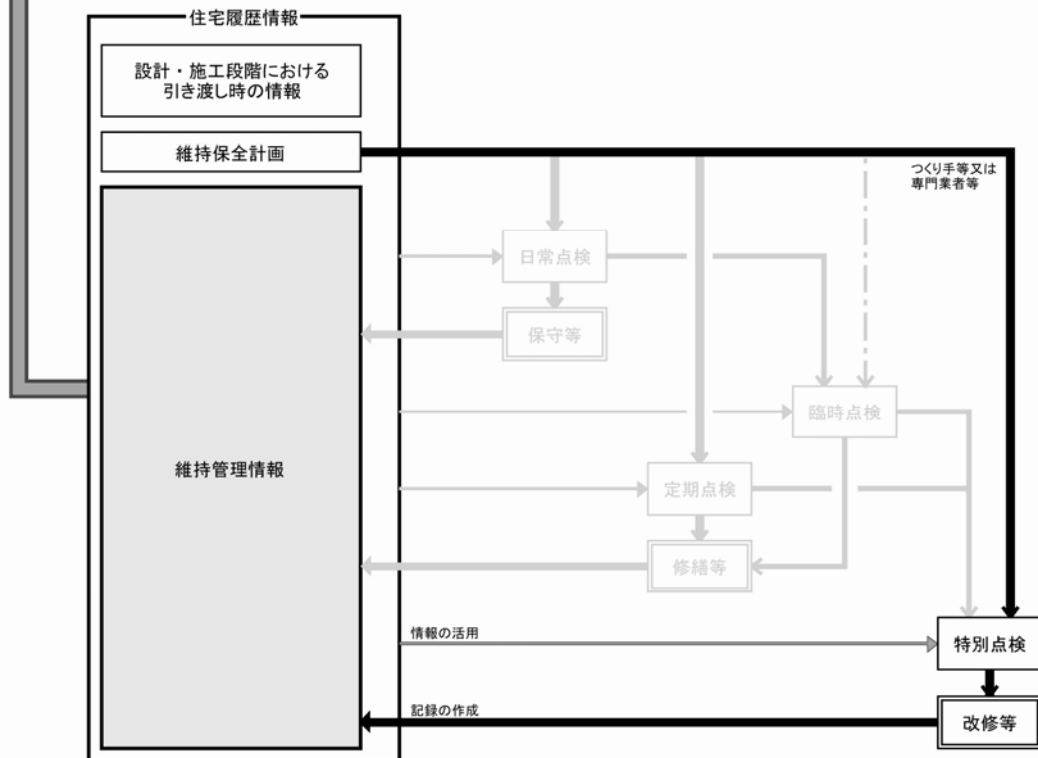 住宅履歴情報
設計・施工段階における
引き渡し時の情報
維持保全計画
つくり手等又は
専門業者等
日常点検
保守等
臨時点検
維持管理情報
定期点検
修繕等
情報の活用
特別点検
記録の作成
改修等